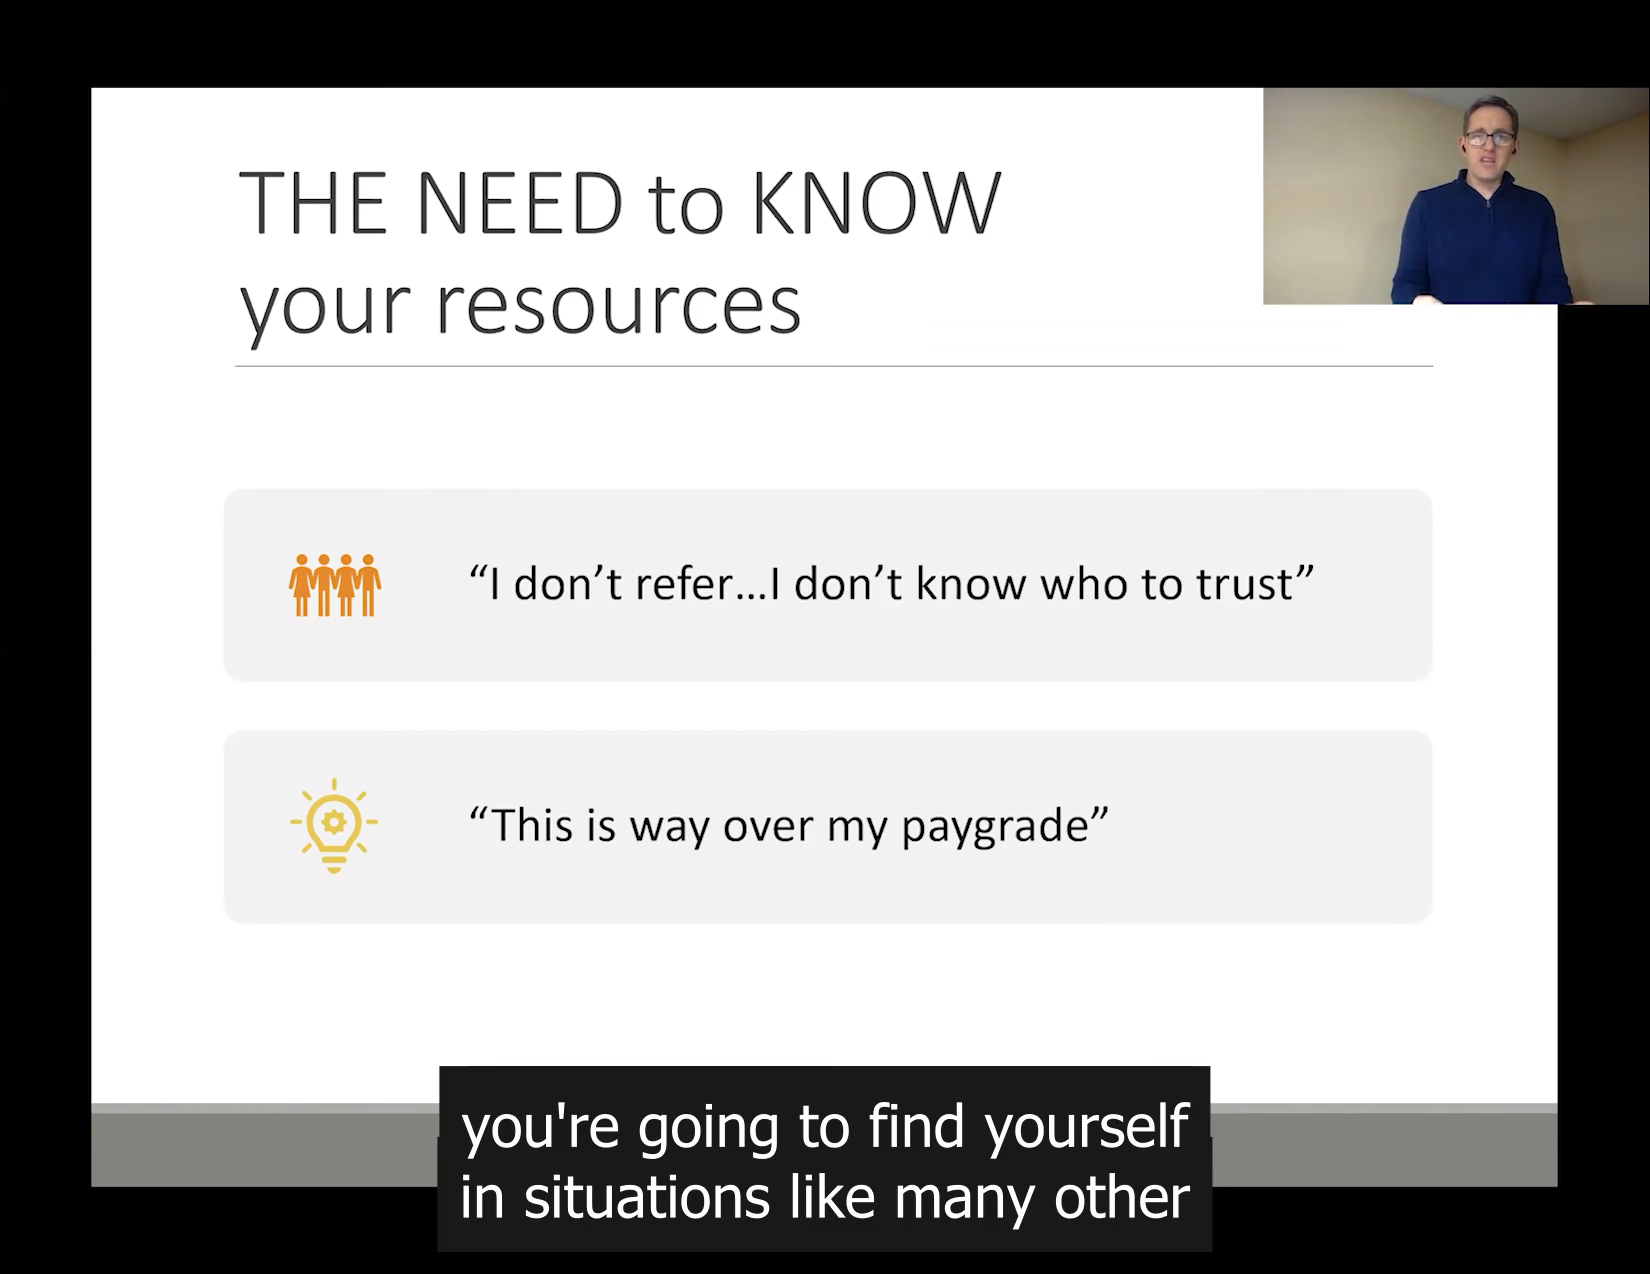 THE NEED to KNOW
your resources
“I don’t refer...I don’t know who to trust”
“This is way over my paygrade”
you're going to find yourself
in situations like many other